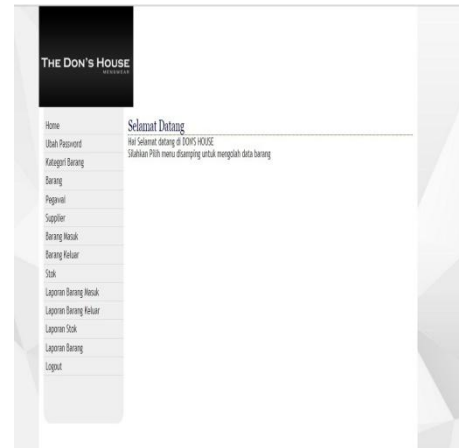 THE DON'S HOUSE
MENSWEAR
Home
Ubah Password
Kategori Barang
Barang
Pegawai
Supplier
Barang Masuk
Barang Keluar
Stok
Laporan Barang Masuk
Laporan Barang Keluar
Laporan Stok
Laporan Barang
Logout
Selamat Datang
Hai Selamat datang di DON'S HOUSE
Silahkan Pilih menu disamping untuk mengolah data barang